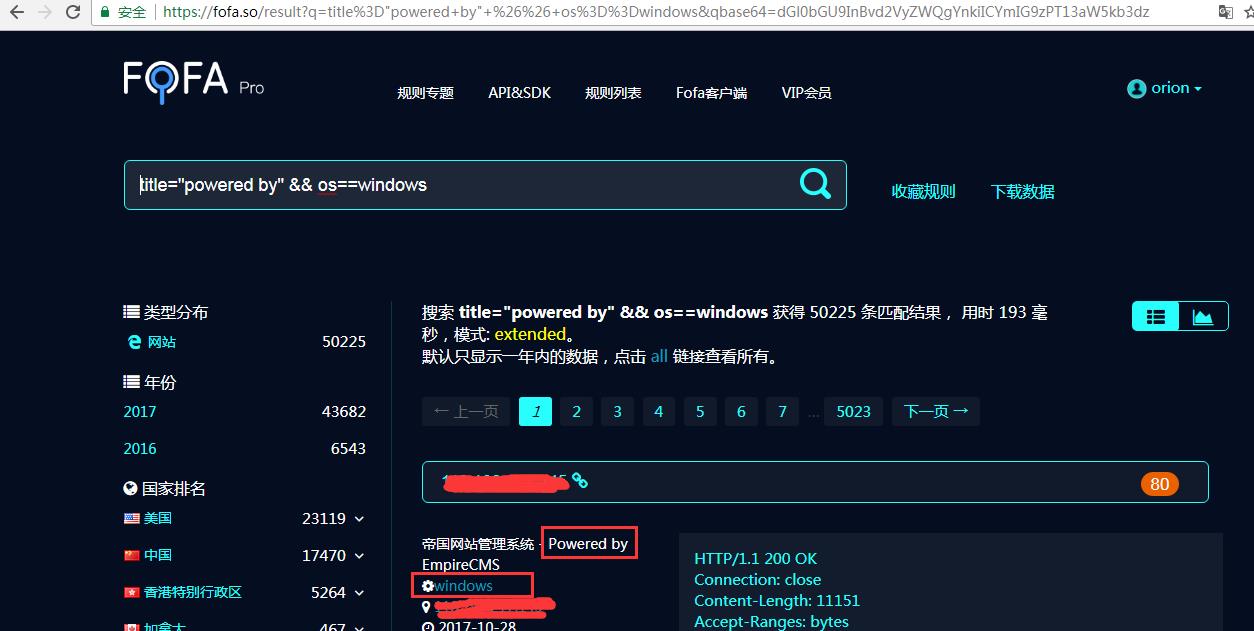 安全 https://fofa.so/result?q=title%3D"powered+by"+%26%26+os%3D%3Dwindows&qbase64=dGl0bGU9InBvd2VyZWQgYnkiICYmIG9zPT13aW5kb3dz
FOFA Pro
规则专题 API&SDK 规则列表 Fofa客户端 VIP会员
orion
title="powered by" && os==windows
收藏规则 下载数据
类型分布
网站 50225
年份
2017 43682
2016 6543
国家排名
美国 23119
中国 17470
香港特别行政区 5264
加拿大 467
搜索 title="powered by" && os==windows 获得 50225 条匹配结果，用时 193 毫
秒，模式: extended。
默认只显示一年内的数据，点击 all 链接查看所有。
← 上一页 1 2 3 4 5 6 7 ... 5023 下一页 →
80
帝国网站管理系统 - Powered by
EmpireCMS
windows
2017-10-28
HTTP/1.1 200 OK
Connection: close
Content-Length: 11151
Accept-Ranges: bytes